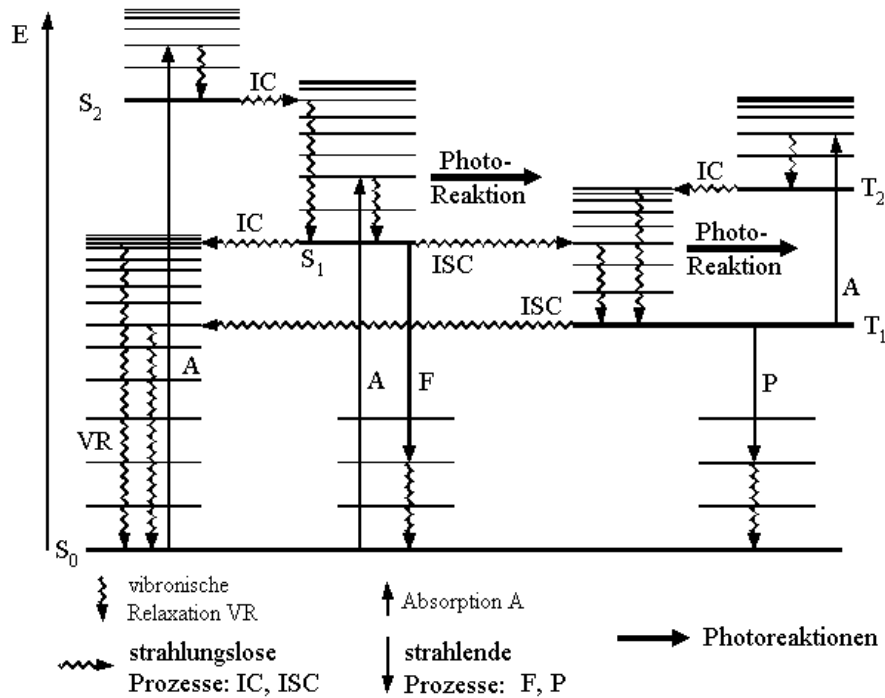 E
IC
S2
Photo-
Reaktion
IC
T2
IC
S1
ISC
Photo-
Reaktion
A
ISC
T1
A
A
F
P
VR
S0
vibronische
Relaxation VR
Absorption A
strahlungslose
Prozesse: IC, ISC
strahlende
Prozesse: F, P
Photoreaktionen